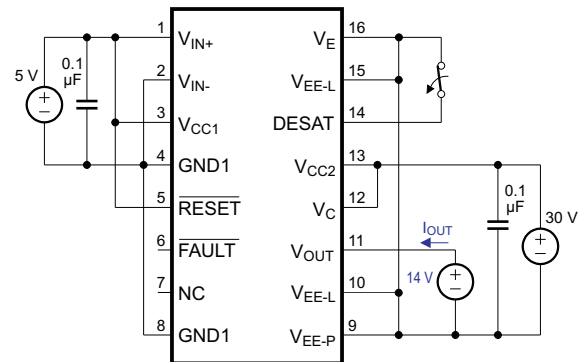 1 V_IN+ V_E 16
2 V_IN- V_EE-L 15
3 V_CC1 DESAT 14
4 GND1 V_CC2 13
5 RESET V_C 12
6 FAULT V_OUT 11
7 NC V_EE-L 10
8 GND1 V_EE-P 9
5 V
0.1
µF
I_OUT
14 V
0.1
µF
30 V